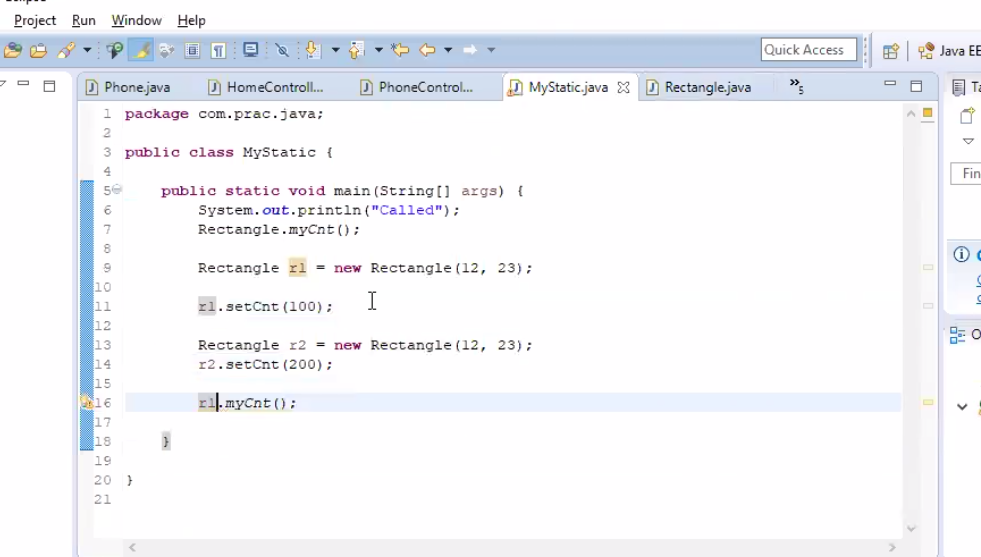 Project Run Window Help
Quick Access
Java EE
Phone.java HomeControll... PhoneControl... MyStatic.java Rectangle.java »5
1 package com.prac.java;
2
3 public class MyStatic {
4
5 public static void main(String[] args) {
6 System.out.println("Called");
7 Rectangle.myCnt();
8
9 Rectangle r1 = new Rectangle(12, 23);
10
11 r1.setCnt(100);
12
13 Rectangle r2 = new Rectangle(12, 23);
14 r2.setCnt(200);
15
16 r1.myCnt();
17
18 }
19
20 }
21
Fin